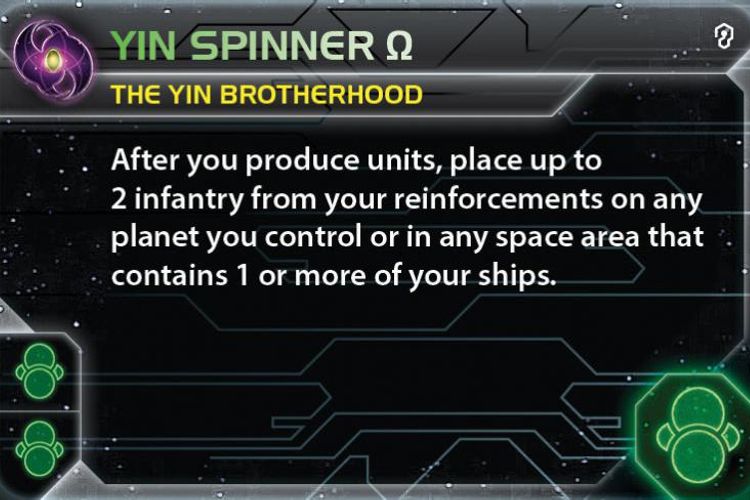 YIN SPINNER Ω
THE YIN BROTHERHOOD
After you produce units, place up to
2 infantry from your reinforcements on any
planet you control or in any space area that
contains 1 or more of your ships.